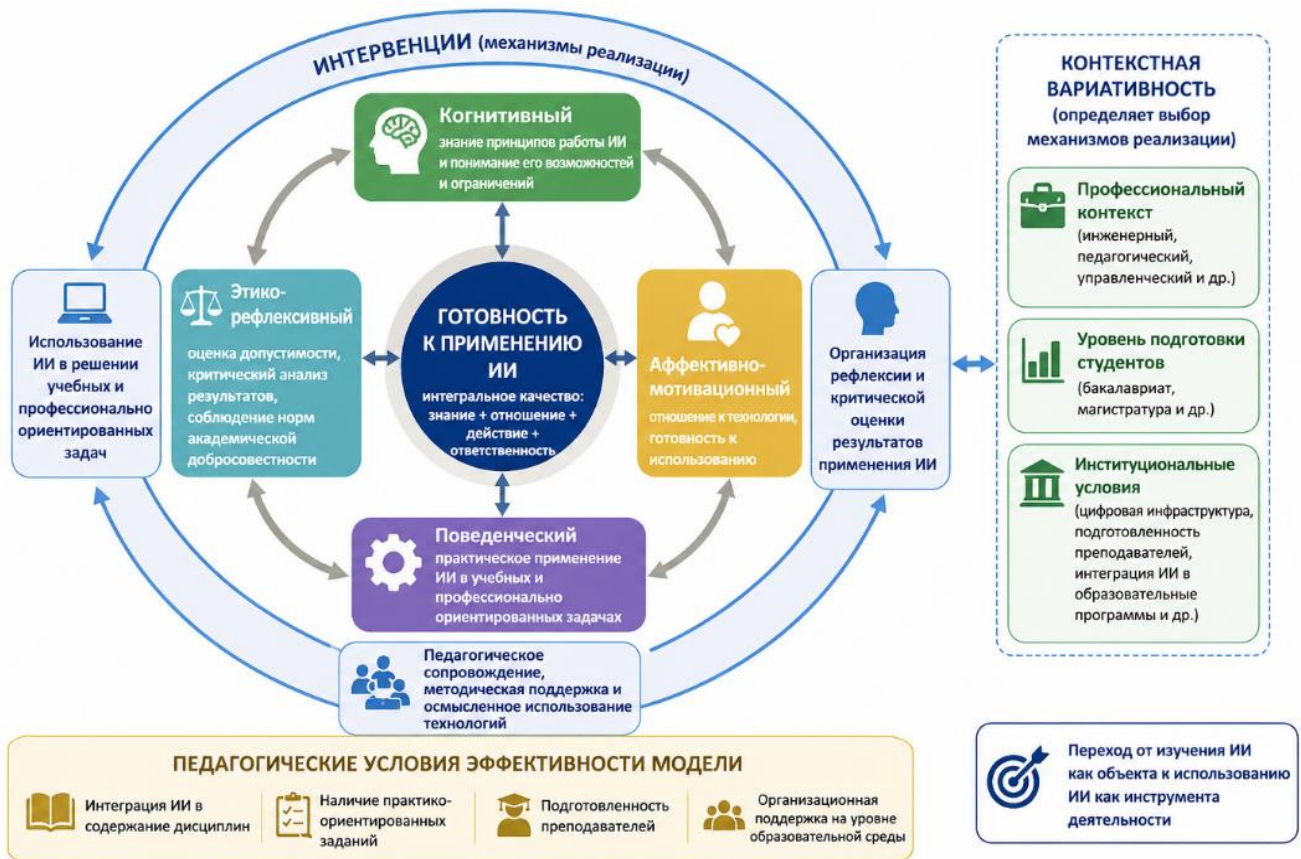 ИНТЕРВЕНЦИИ (механизмы реализации)
Когнитивный
знание принципов работы ИИ
и понимание его возможностей
и ограничений
Использование
ИИ в решении
учебных и
профессионально
ориентированных
задач
Этико-
рефлексивный
оценка допустимости,
критический анализ
результатов,
соблюдение норм
академической
добросовестности
ГОТОВНОСТЬ
К ПРИМЕНЕНИЮ
ИИ
интегральное качество:
знание + отношение +
действие +
ответственность
Аффективно-
мотивационный
отношение к технологии,
готовность к
использованию
Организация
рефлексии и
критической
оценки
результатов
применения ИИ
Поведенческий
практическое применение
ИИ в учебных и
профессионально
ориентированных задачах
Педагогическое
сопровождение,
методическая поддержка и
осмысленное использование
технологий
КОНТЕКСТНАЯ
ВАРИАТИВНОСТЬ
(определяет выбор
механизмов реализации)
Профессиональный
контекст
(инженерный,
педагогический,
управленческий и др.)
Уровень подготовки
студентов
(бакалавриат,
магистратура и др.)
Институциональные
условия
(цифровая инфраструктура,
подготовленность
преподавателей,
интеграция ИИ в
образовательные
программы и др.)
ПЕДАГОГИЧЕСКИЕ УСЛОВИЯ ЭФФЕКТИВНОСТИ МОДЕЛИ
Интеграция ИИ в
содержание дисциплин
Наличие практико-
ориентированных
заданий
Подготовленность
преподавателей
Организационная
поддержка на уровне
образовательной среды
Переход от изучения ИИ
как объекта к использованию
ИИ как инструмента
деятельности